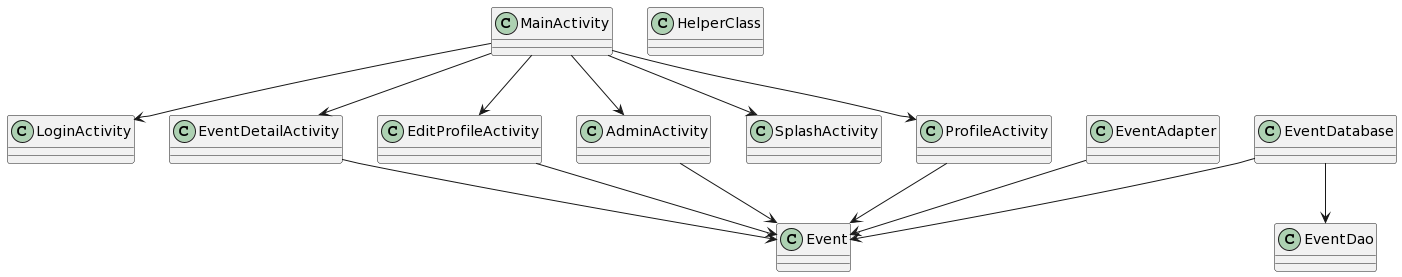 C MainActivity
C HelperClass
C LoginActivity
C EventDetailActivity
C EditProfileActivity
C AdminActivity
C SplashActivity
C ProfileActivity
C EventAdapter
C EventDatabase
C Event
C EventDao